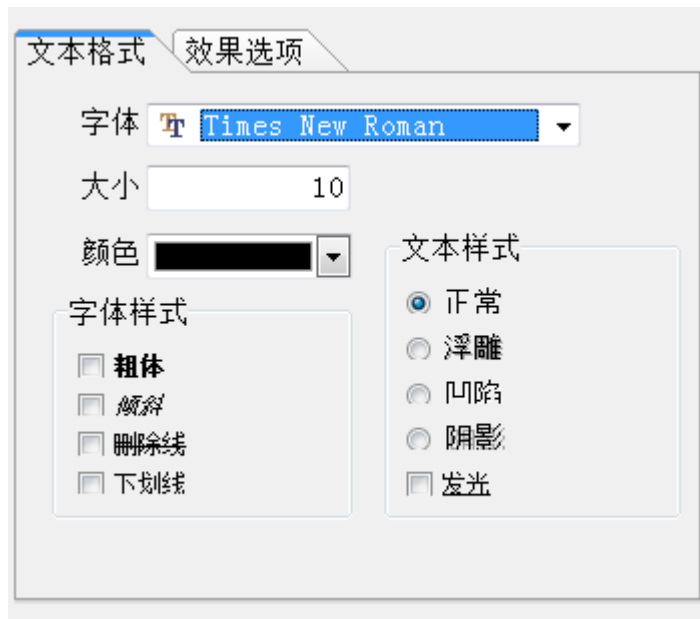 文本格式 效果选项
字体 Times New Roman
大小 10
颜色
字体样式
粗体
倾斜
删除线
下划线
文本样式
正常
浮雕
凹陷
阴影
发光